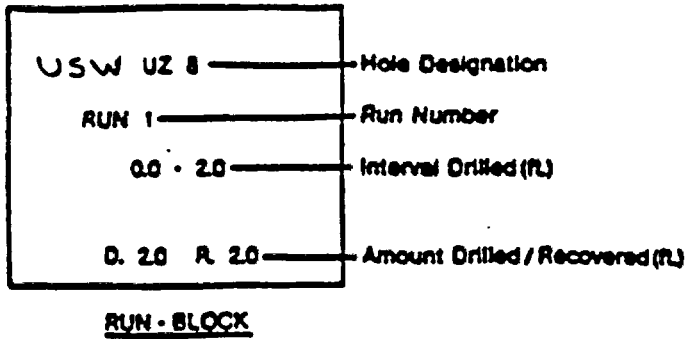 USW UZ 8 Hole Designation
RUN 1 Run Number
0.0 - 2.0 Interval Drilled (ft.)
D. 2.0 R. 2.0 Amount Drilled / Recovered (ft.)
RUN - BLOCK